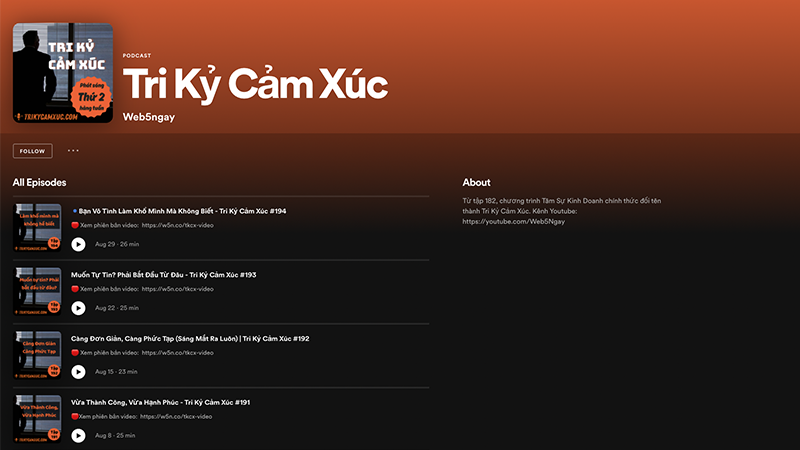 TRI KỶ
CẢM XÚC
Phát sóng
Thứ 2
hàng tuần
TRIKYCAMXUC.COM
PODCAST
Tri Kỷ Cảm Xúc
Web5ngay
FOLLOW
...
All Episodes
Làm khổ mình mà
không hề biết
Bạn Vô Tình Làm Khổ Mình Mà Không Biết - Tri Kỷ Cảm Xúc #194
Xem phiên bản video: https://w5n.co/tkcx-video
Aug 29 · 26 min
Muốn tự tin? Phải
bắt đầu từ đâu?
Muốn Tự Tin? Phải Bắt Đầu Từ Đâu - Tri Kỷ Cảm Xúc #193
Xem phiên bản video: https://w5n.co/tkcx-video
Aug 22 · 25 min
Càng Đơn Giản
Càng Phức Tạp
Càng Đơn Giản, Càng Phức Tạp (Sáng Mắt Ra Luôn) | Tri Kỷ Cảm Xúc #192
Xem phiên bản video: https://w5n.co/tkcx-video
Aug 15 · 23 min
Vừa Thành Công,
Vừa Hạnh Phúc
Vừa Thành Công, Vừa Hạnh Phúc - Tri Kỷ Cảm Xúc #191
Xem phiên bản video: https://w5n.co/tkcx-video
Aug 8 · 25 min
About
Từ tập 182, chương trình Tâm Sự Kinh Doanh chính thức đổi tên
thành Tri Kỷ Cảm Xúc. Kênh Youtube:
https://youtube.com/Web5Ngay